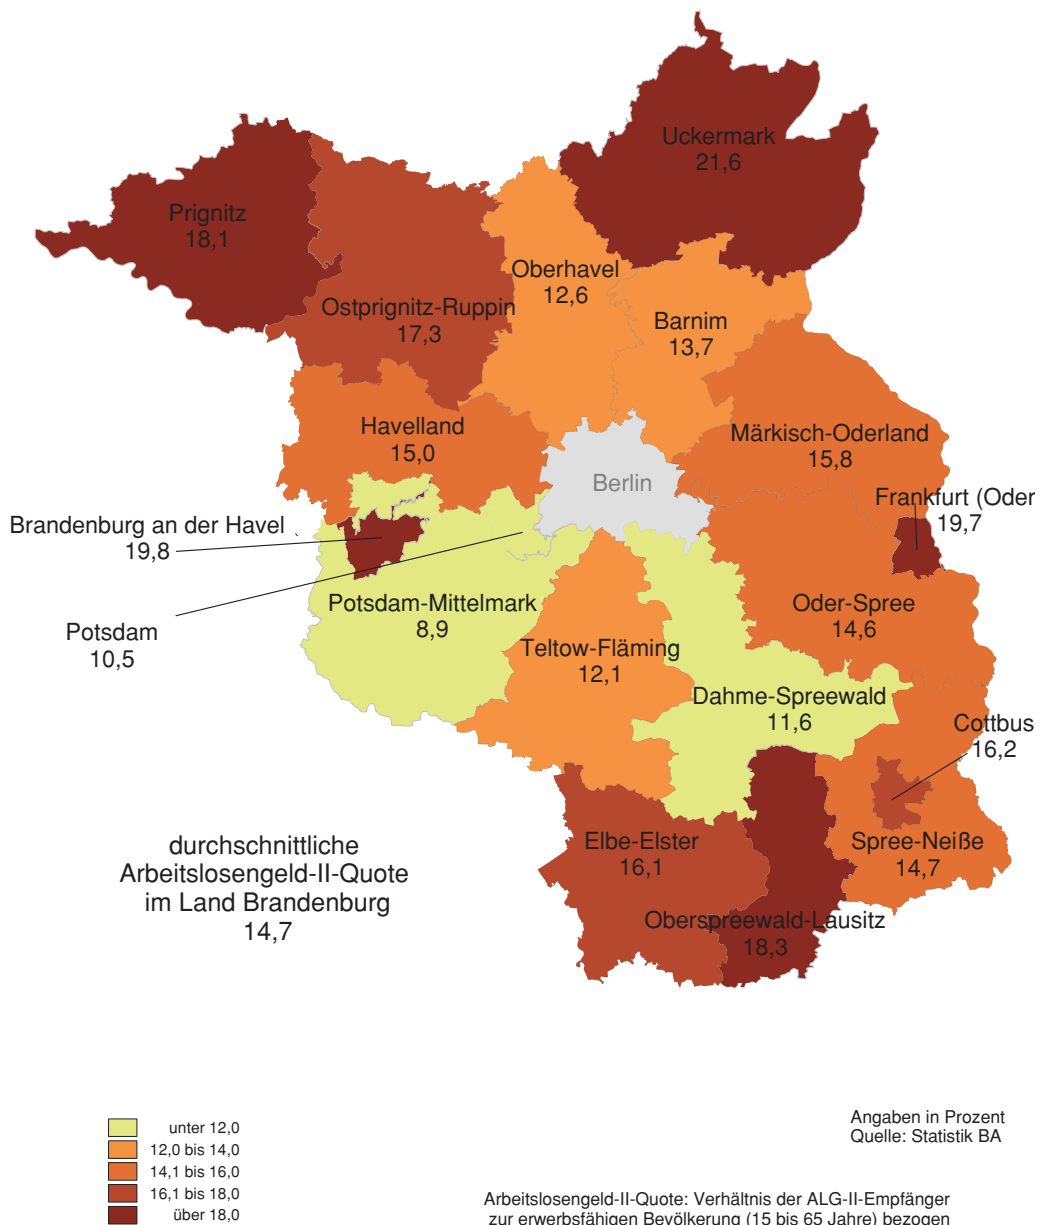 Uckermark
21,6
Prignitz
18,1
Oberhavel
12,6
Ostprignitz-Ruppin
17,3
Barnim
13,7
Havelland
15,0
Märkisch-Oderland
15,8
Berlin
Frankfurt (Oder
19,7
Brandenburg an der Havel
19,8
Potsdam-Mittelmark
8,9
Oder-Spree
14,6
Potsdam
10,5
Teltow-Fläming
12,1
Dahme-Spreewald
11,6
Cottbus
16,2
Elbe-Elster
16,1
Spree-Neiße
14,7
durchschnittliche
Arbeitslosengeld-II-Quote
im Land Brandenburg
14,7
Oberspreewald-Lausitz
18,3
unter 12,0
12,0 bis 14,0
14,1 bis 16,0
16,1 bis 18,0
über 18,0
Angaben in Prozent
Quelle: Statistik BA
Arbeitslosengeld-II-Quote: Verhältnis der ALG-II-Empfänger
zur erwerbsfähigen Bevölkerung (15 bis 65 Jahre) bezogen